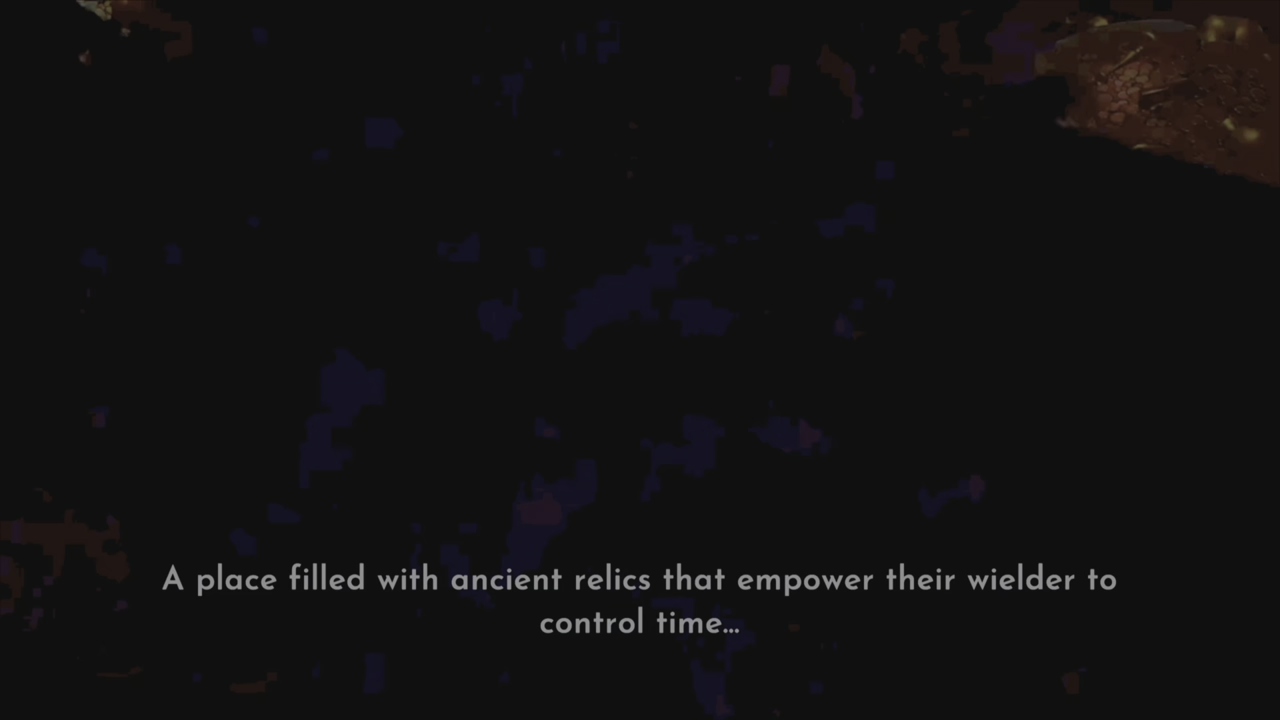 A place filled with ancient relics that empower their wielder to
control time...